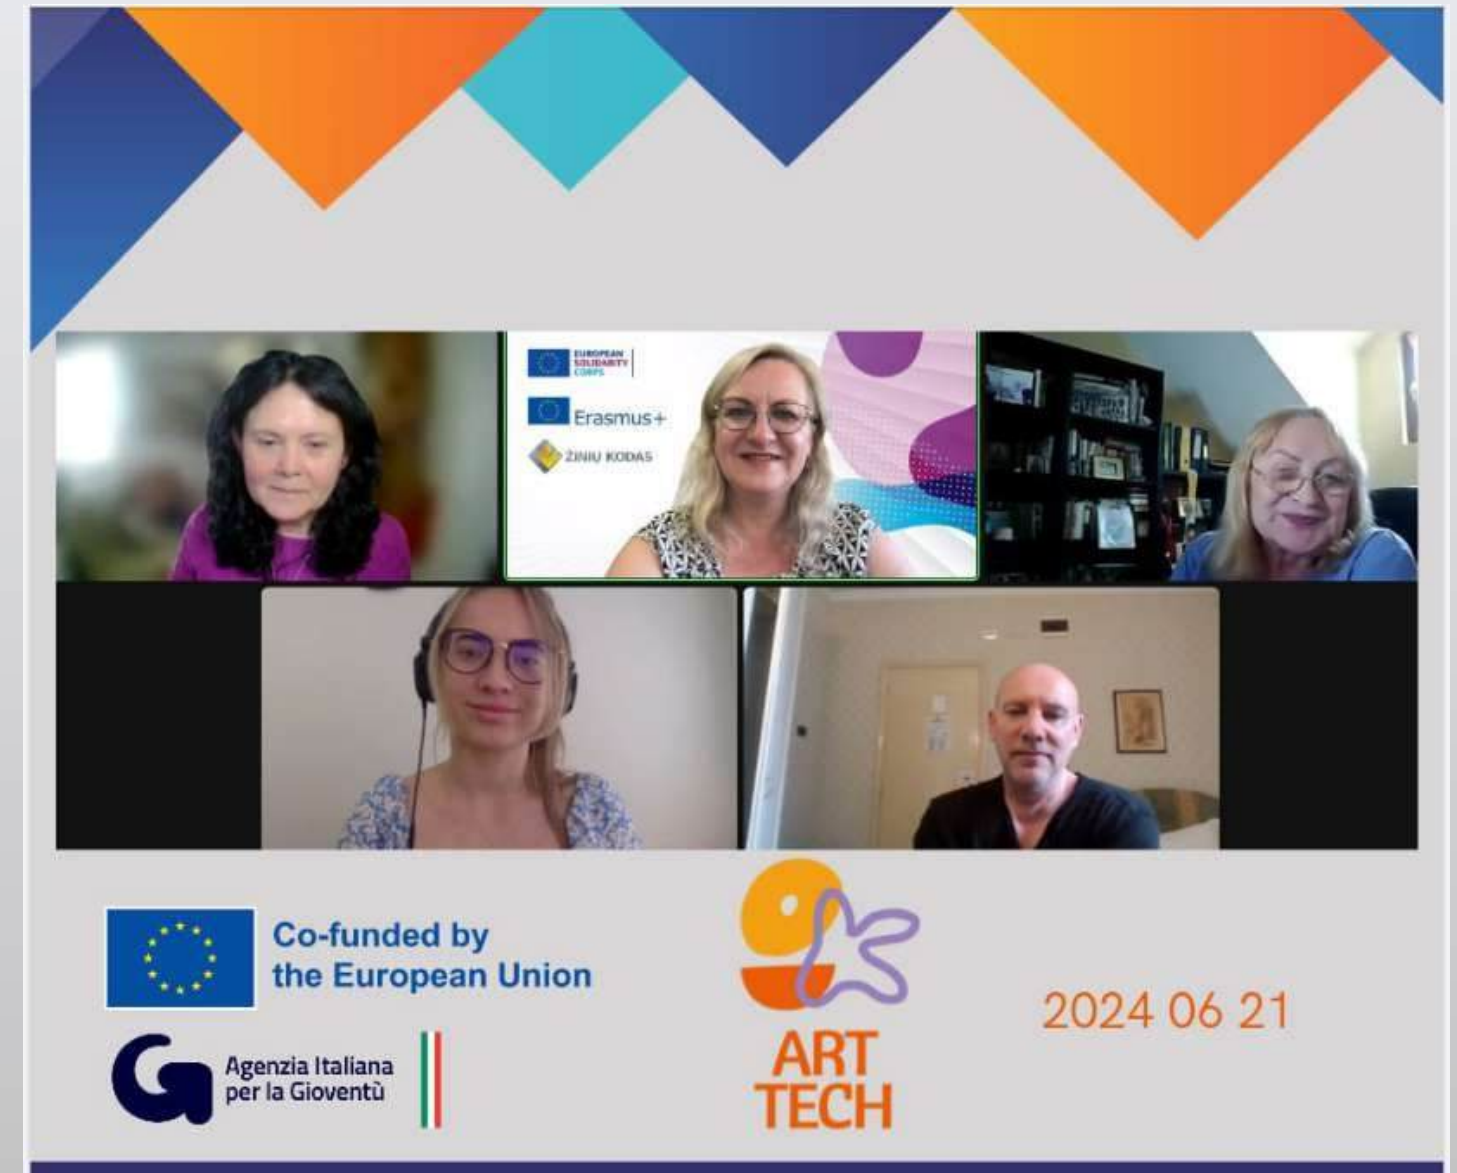 EUROPEAN
SOLIDARITY
CORPS
Erasmus+
ŽINIŲ KODAS
Co-funded by
the European Union
Agenzia Italiana
per la Gioventù
ART
TECH
2024 06 21